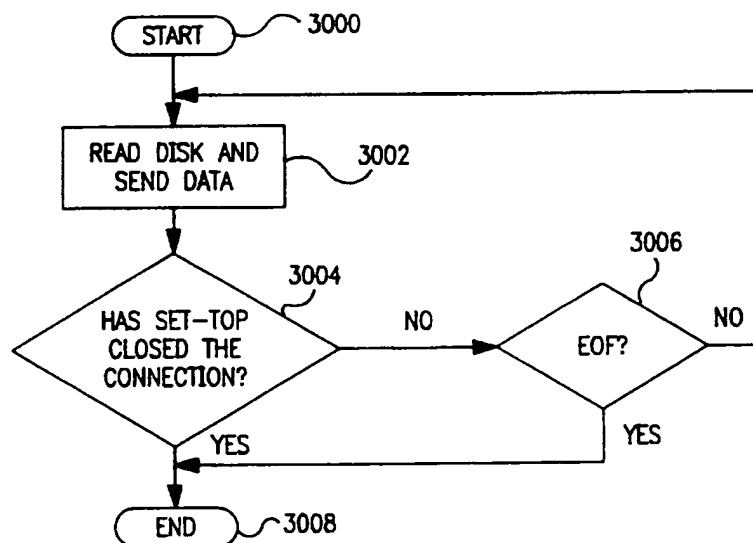 START
3000
READ DISK AND
SEND DATA
3002
HAS SET-TOP
CLOSED THE
CONNECTION?
3004
NO
EOF?
3006
NO
YES
YES
END
3008